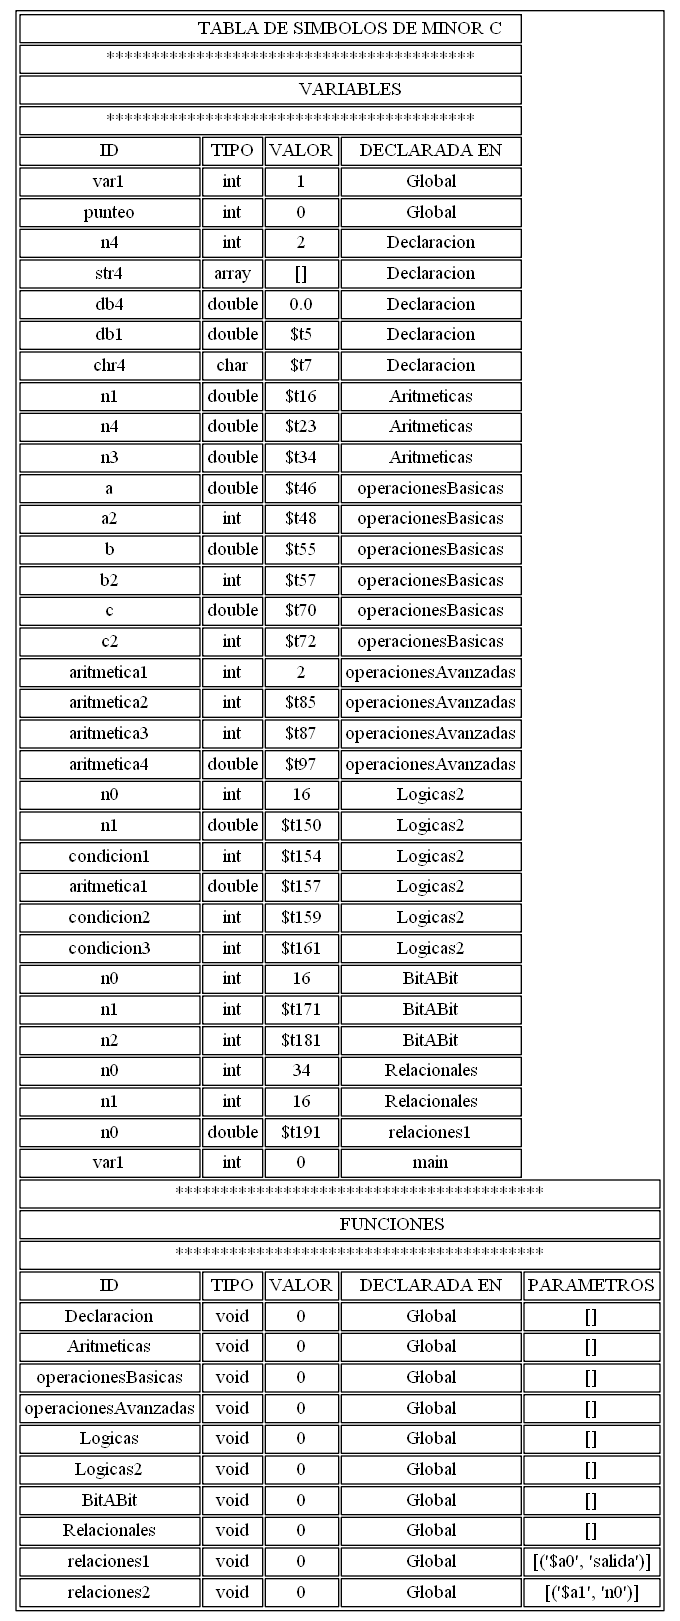 TABLA DE SIMBOLOS DE MINOR C
*****************************************
VARIABLES
*****************************************
ID TIPO VALOR DECLARADA EN
var1 int 1 Global
punteo int 0 Global
n4 int 2 Declaracion
str4 array [] Declaracion
db4 double 0.0 Declaracion
db1 double $t5 Declaracion
chr4 char $t7 Declaracion
n1 double $t16 Aritmeticas
n4 double $t23 Aritmeticas
n3 double $t34 Aritmeticas
a double $t46 operacionesBasicas
a2 int $t48 operacionesBasicas
b double $t55 operacionesBasicas
b2 int $t57 operacionesBasicas
c double $t70 operacionesBasicas
c2 int $t72 operacionesBasicas
aritmetica1 int 2 operacionesAvanzadas
aritmetica2 int $t85 operacionesAvanzadas
aritmetica3 int $t87 operacionesAvanzadas
aritmetica4 double $t97 operacionesAvanzadas
n0 int 16 Logicas2
n1 double $t150 Logicas2
condicion1 int $t154 Logicas2
aritmetica1 double $t157 Logicas2
condicion2 int $t159 Logicas2
condicion3 int $t161 Logicas2
n0 int 16 BitABit
n1 int $t171 BitABit
n2 int $t181 BitABit
n0 int 34 Relacionales
n1 int 16 Relacionales
n0 double $t191 relaciones1
var1 int 0 main
*****************************************
FUNCIONES
*****************************************
ID TIPO VALOR DECLARADA EN PARAMETROS
Declaracion void 0 Global []
Aritmeticas void 0 Global []
operacionesBasicas void 0 Global []
operacionesAvanzadas void 0 Global []
Logicas void 0 Global []
Logicas2 void 0 Global []
BitABit void 0 Global []
Relacionales void 0 Global []
relaciones1 void 0 Global [('$a0', 'salida')]
relaciones2 void 0 Global [('$a1', 'n0')]